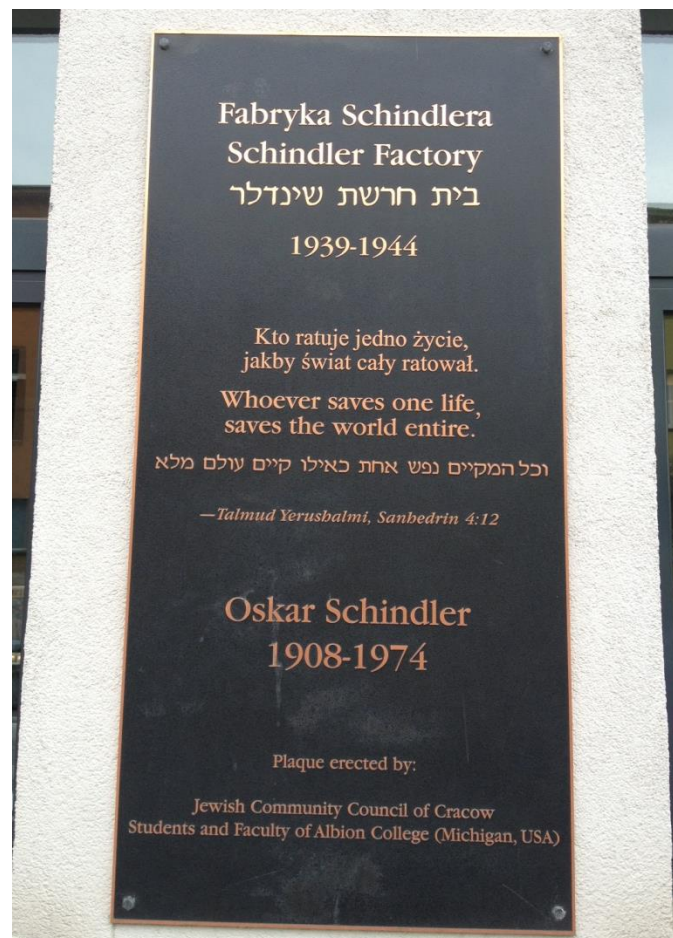 Fabryka Schindlera
Schindler Factory
בית חרשת שינדלר
1939-1944
Kto ratuje jedno życie,
jakby świat cały ratował.
Whoever saves one life,
saves the world entire.
וכל המקיים נפש אחת כאילו קיים עולם מלא
—Talmud Yerushalmi, Sanhedrin 4:12
Oskar Schindler
1908-1974
Plaque erected by:
Jewish Community Council of Cracow
Students and Faculty of Albion College (Michigan, USA)